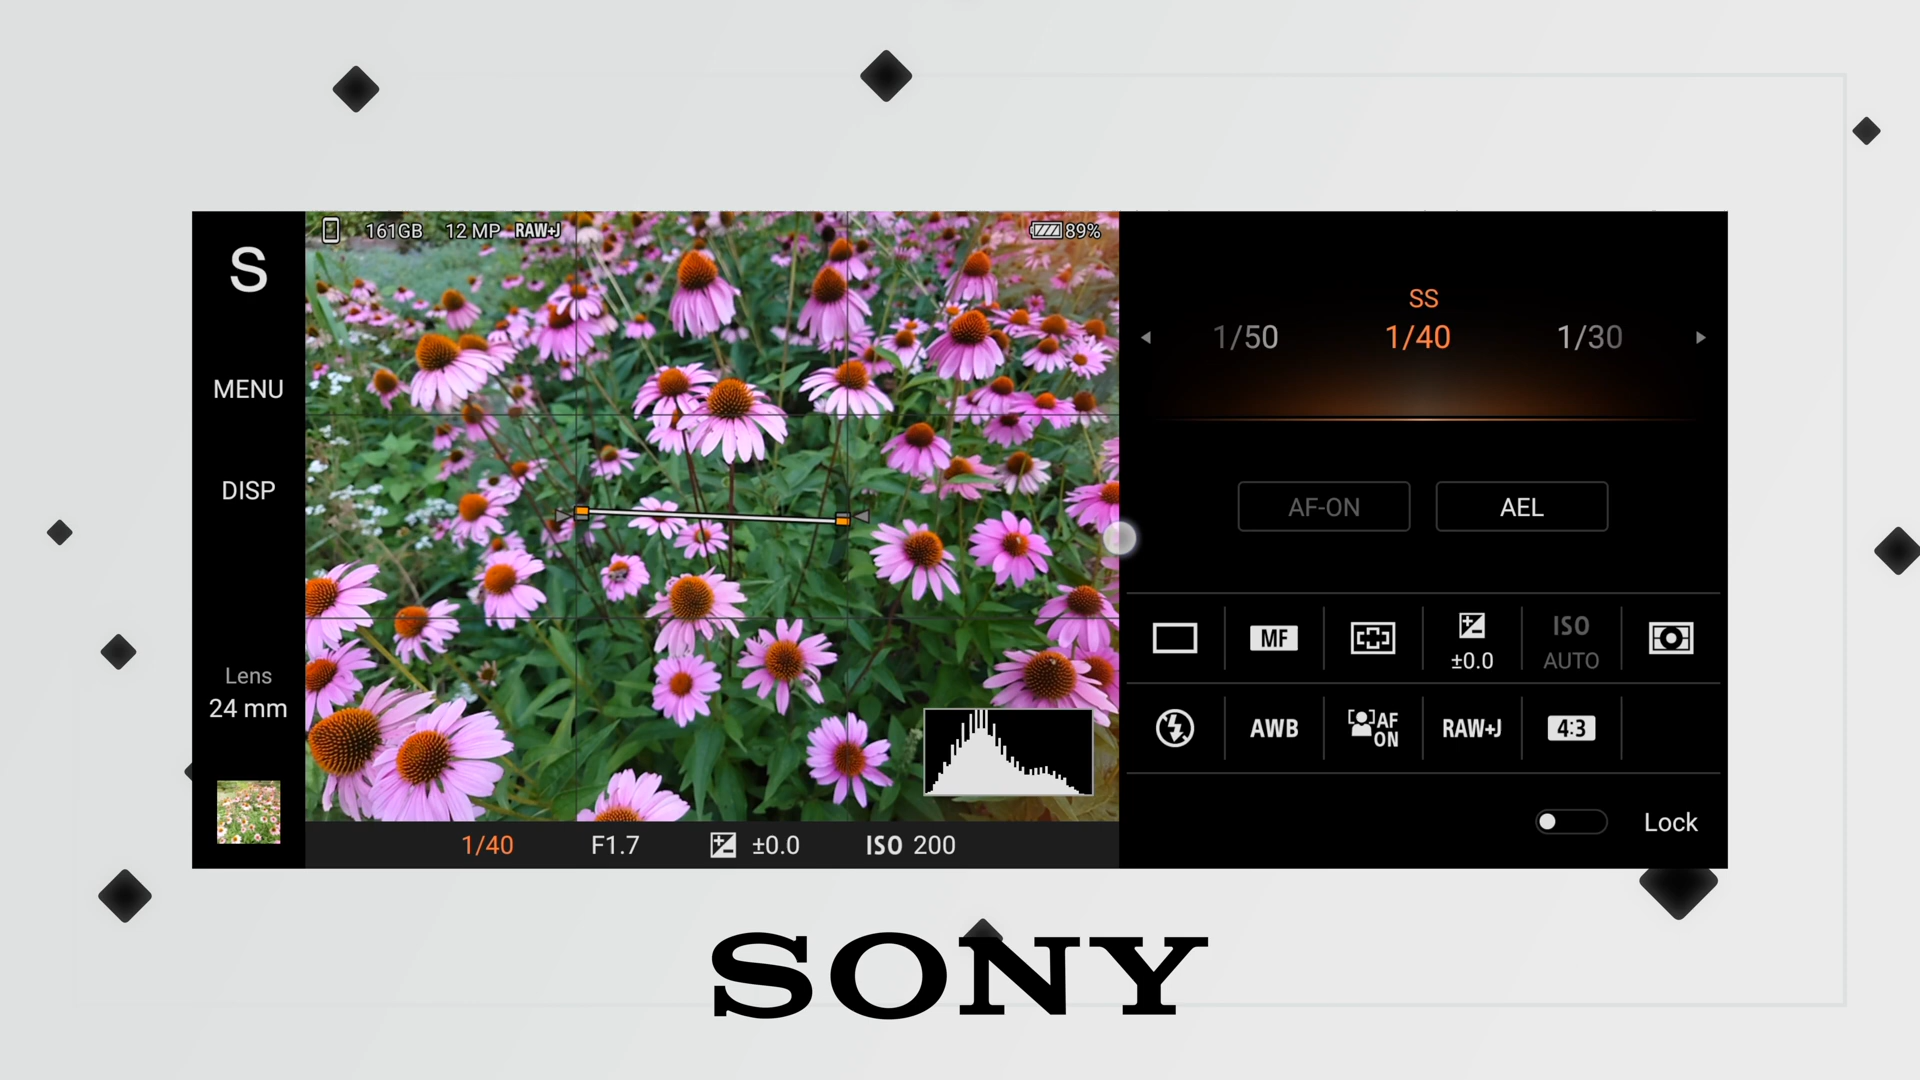 S
MENU
DISP
Lens
24 mm
161GB 12 MP RAW+J 89%
1/40 F1.7 ±0.0 ISO 200
SS
1/50 1/40 1/30
AF-ON AEL
MF ±0.0 ISO AUTO
AWB AF ON RAW+J 4:3
Lock
SONY